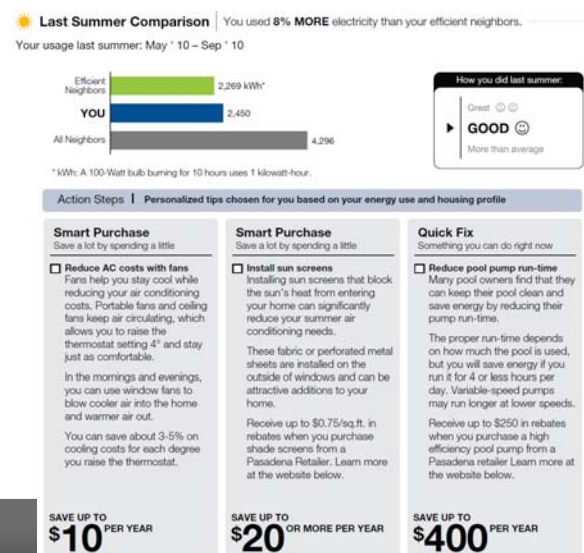 Last Summer Comparison | You used 8% MORE electricity than your efficient neighbors.
Your usage last summer: May ' 10 – Sep ' 10
Efficient
Neighbors
2,269 kWh*
YOU
2,450
All Neighbors
4,296
* kWh: A 100-Watt bulb burning for 10 hours uses 1 kilowatt-hour.
How you did last summer:
Great
GOOD
More than average
Action Steps | Personalized tips chosen for you based on your energy use and housing profile
Smart Purchase
Save a lot by spending a little
Reduce AC costs with fans
Fans help you stay cool while
reducing your air conditioning
costs. Portable fans and ceiling
fans keep air circulating, which
allows you to raise the
thermostat setting 4° and stay
just as comfortable.
In the mornings and evenings,
you can use window fans to
blow cooler air into the home
and warmer air out.
You can save about 3-5% on
cooling costs for each degree
you raise the thermostat.
SAVE UP TO
$10 PER YEAR
Smart Purchase
Save a lot by spending a little
Install sun screens
Installing sun screens that block
the sun's heat from entering
your home can significantly
reduce your summer air
conditioning needs.
These fabric or perforated metal
sheets are installed on the
outside of windows and can be
attractive additions to your
home.
Receive up to $0.75/sq.ft. in
rebates when you purchase
shade screens from a
Pasadena Retailer. Learn more
at the website below.
SAVE UP TO
$20 OR MORE PER YEAR
Quick Fix
Something you can do right now
Reduce pool pump run-time
Many pool owners find that they
can keep their pool clean and
save energy by reducing their
pump run-time.
The proper run-time depends
on how much the pool is used,
but you will save energy if you
run it for 4 or less hours per
day. Variable-speed pumps
may run longer at lower speeds.
Receive up to $250 in rebates
when you purchase a high
efficiency pool pump from a
Pasadena retailer Learn more at
the website below.
SAVE UP TO
$400 PER YEAR